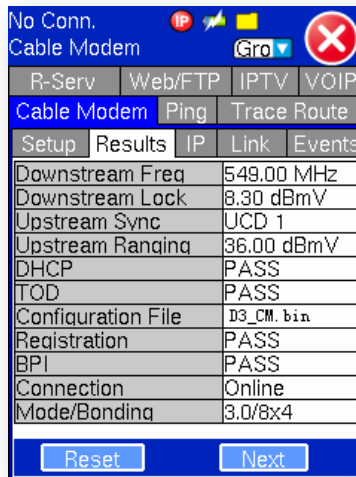 No Conn. IP
Cable Modem Gro
R-Serv Web/FTP IPTV VOIP
Cable Modem Ping Trace Route
Setup Results IP Link Events
Downstream Freq 549.00 MHz
Downstream Lock 8.30 dBmV
Upstream Sync UCD 1
Upstream Ranging 36.00 dBmV
DHCP PASS
TOD PASS
Configuration File D3_CM.bin
Registration PASS
BPI PASS
Connection Online
Mode/Bonding 3.0/8x4
Reset Next